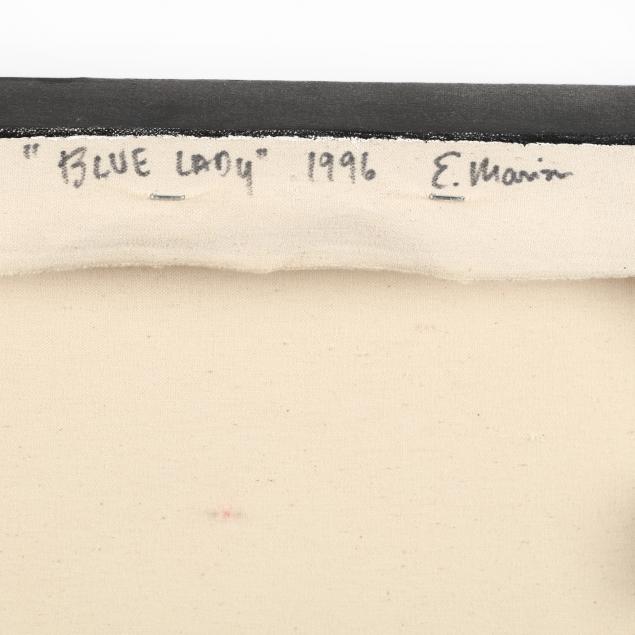 "BLUE LADY" 1996 E. Marin